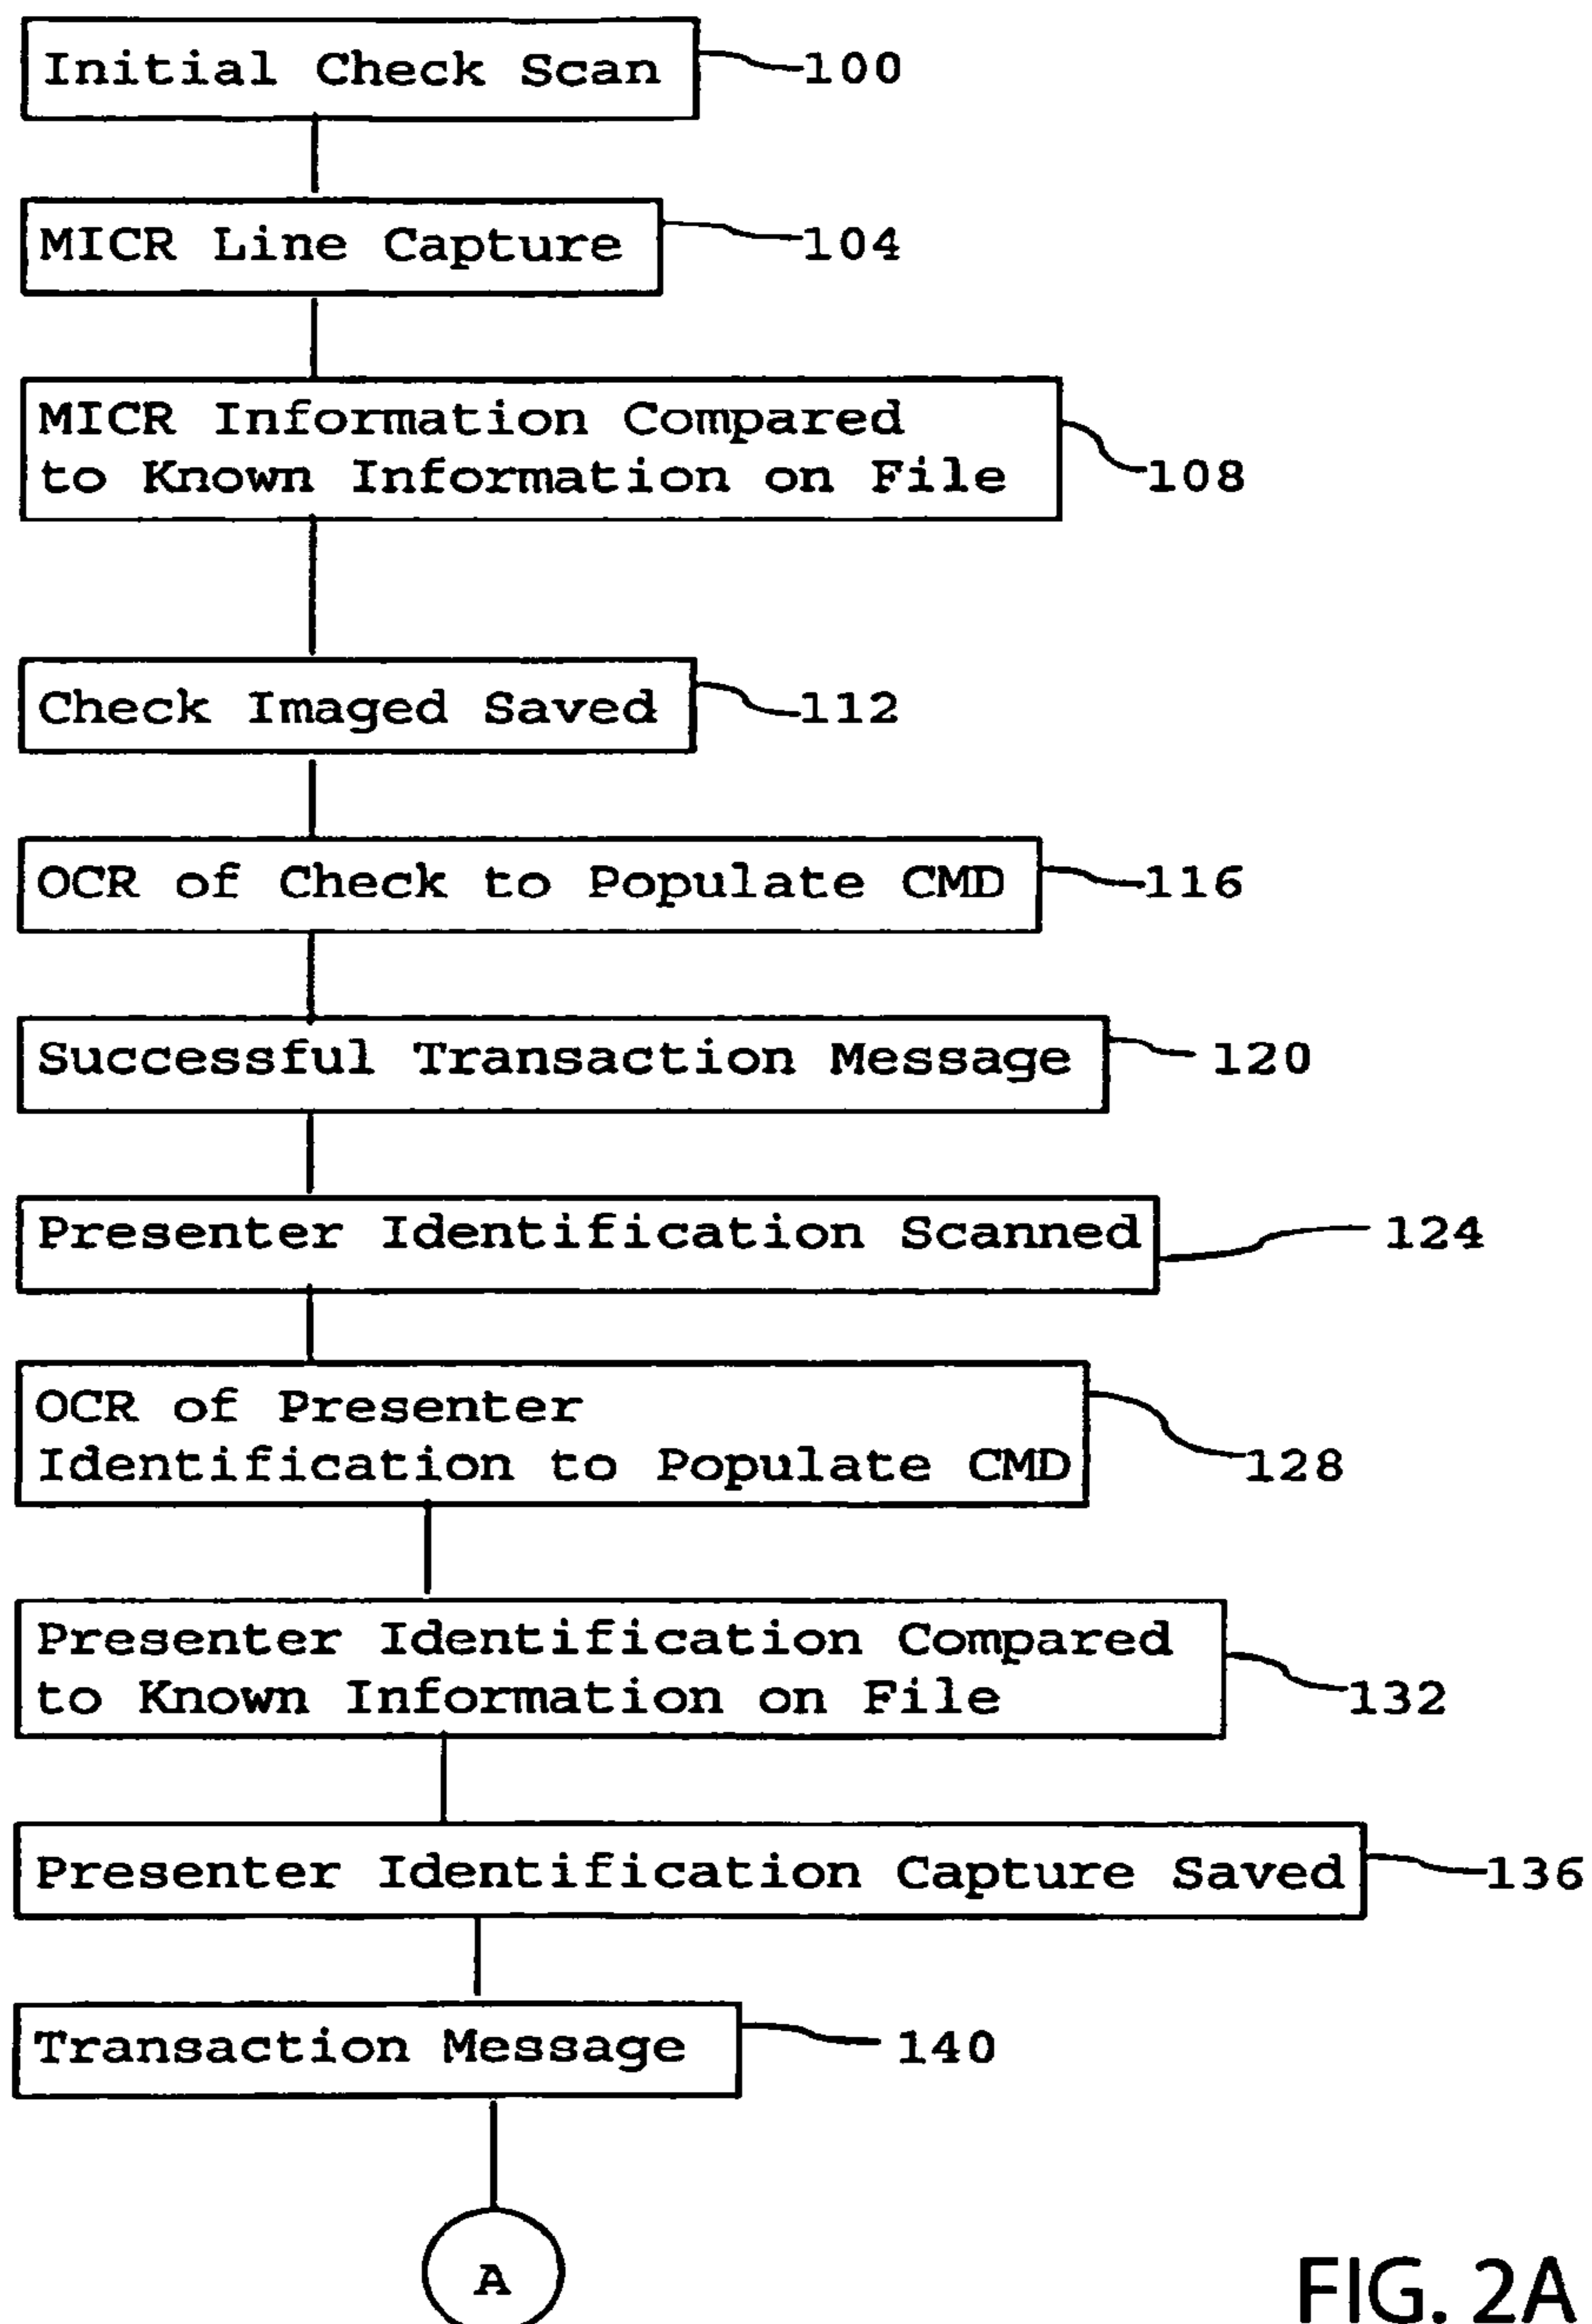 Initial Check Scan 100
MICR Line Capture 104
MICR Information Compared
to Known Information on File 108
Check Imaged Saved 112
OCR of Check to Populate CMD 116
Successful Transaction Message 120
Presenter Identification Scanned 124
OCR of Presenter
Identification to Populate CMD 128
Presenter Identification Compared
to Known Information on File 132
Presenter Identification Capture Saved 136
Transaction Message 140
A
FIG. 2A